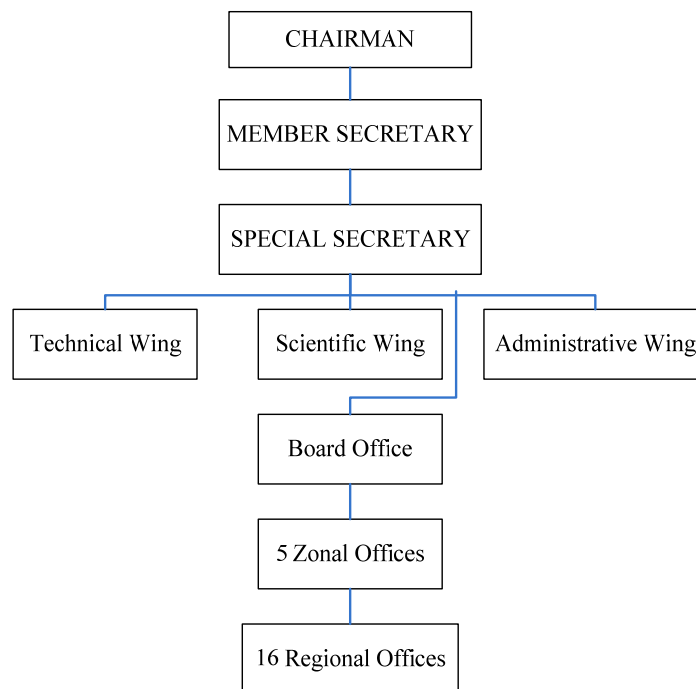 CHAIRMAN
MEMBER SECRETARY
SPECIAL SECRETARY
Technical Wing
Scientific Wing
Administrative Wing
Board Office
5 Zonal Offices
16 Regional Offices